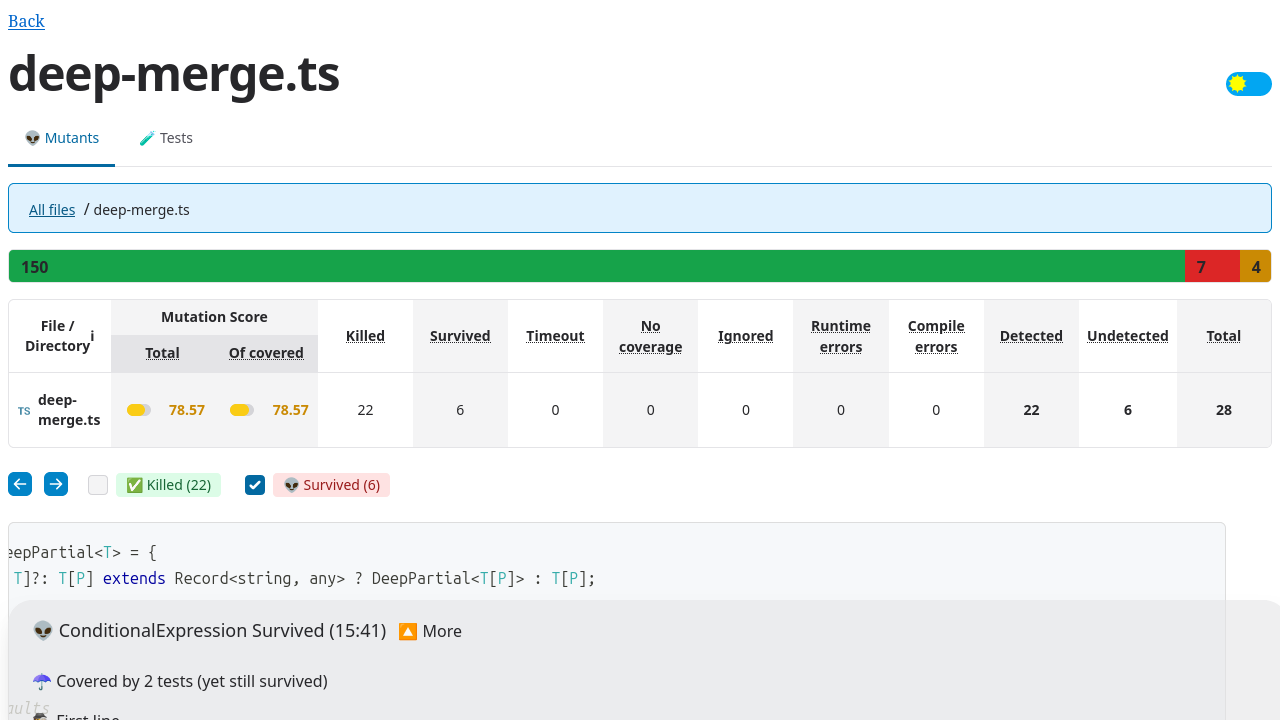 Back
deep-merge.ts
👽 Mutants 🧪 Tests
All files / deep-merge.ts
150 7 4
File / Directory i Mutation Score Total Of covered Killed Survived Timeout No coverage Ignored Runtime errors Compile errors Detected Undetected Total
TS deep-merge.ts 78.57 78.57 22 6 0 0 0 0 0 22 6 28
✅ Killed (22) 👽 Survived (6)
eepPartial<T> = {
T]?: T[P] extends Record<string, any> ? DeepPartial<T[P]> : T[P];
👽 ConditionalExpression Survived (15:41) 🔼 More
☂️ Covered by 2 tests (yet still survived)
aults
First line